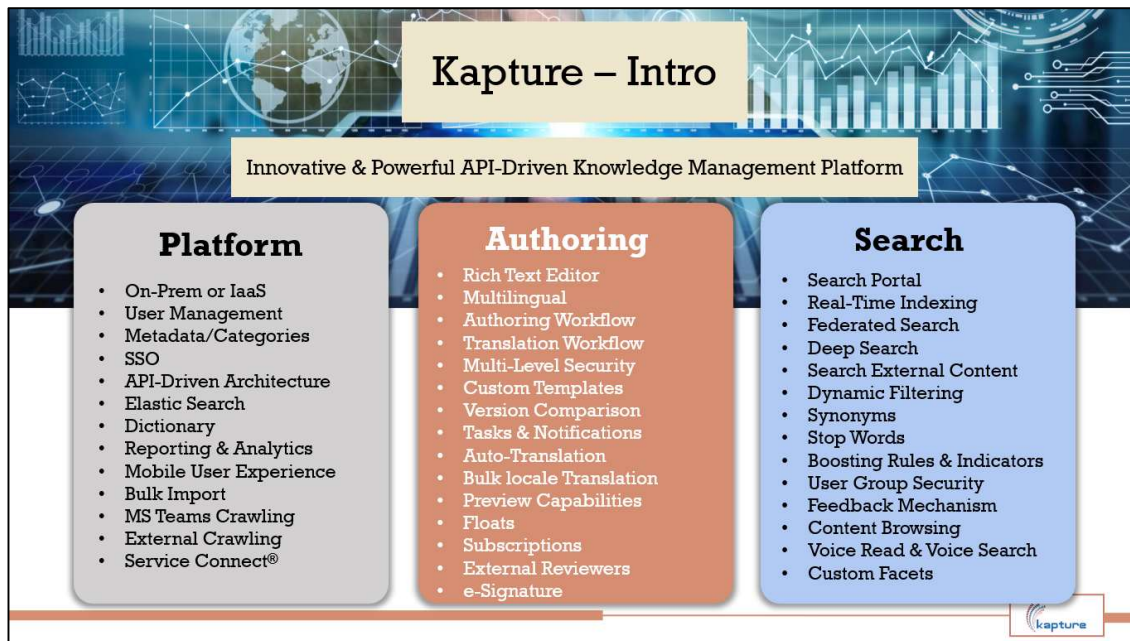 Kapture – Intro
Innovative & Powerful API-Driven Knowledge Management Platform
Platform
• On-Prem or IaaS
• User Management
• Metadata/Categories
• SSO
• API-Driven Architecture
• Elastic Search
• Dictionary
• Reporting & Analytics
• Mobile User Experience
• Bulk Import
• MS Teams Crawling
• External Crawling
• Service Connect®
Authoring
• Rich Text Editor
• Multilingual
• Authoring Workflow
• Translation Workflow
• Multi-Level Security
• Custom Templates
• Version Comparison
• Tasks & Notifications
• Auto-Translation
• Bulk locale Translation
• Preview Capabilities
• Floats
• Subscriptions
• External Reviewers
• e-Signature
Search
• Search Portal
• Real-Time Indexing
• Federated Search
• Deep Search
• Search External Content
• Dynamic Filtering
• Synonyms
• Stop Words
• Boosting Rules & Indicators
• User Group Security
• Feedback Mechanism
• Content Browsing
• Voice Read & Voice Search
• Custom Facets
kapture